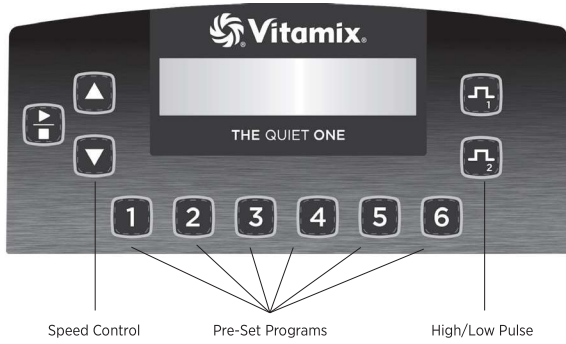 Vitamix®
THE QUIET ONE
1
2
1 2 3 4 5 6
Speed Control Pre-Set Programs High/Low Pulse